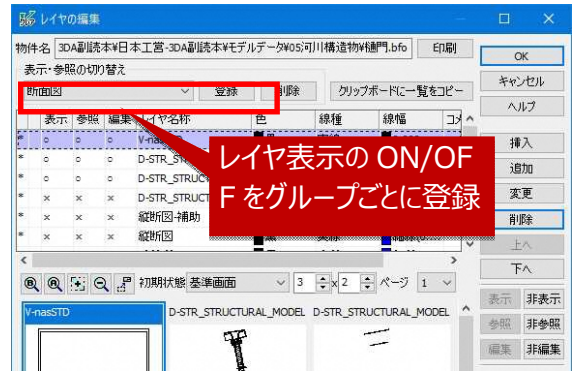 レイヤの編集
物件名 3DA副読本¥日本工営-3DA副読本¥モデルデータ¥05河川構造物¥樋門.bfo 印刷 OK
表示・参照の切り替え キャンセル
断面図 登録 削除 クリップボードに一覧をコピー ヘルプ
表示 参照 編集 レイヤ名称 色 線種 線幅
* ○ ○ ○ V-nasSTD 挿入
* ○ ○ ○ D-STR_ST 追加
* ○ ○ ○ D-STR_STRUCT 変更
* × × × D-STR_STRUCT
* × × × 縦断図-補助 削除
* × × × 縦断図 上へ
レイヤ表示の ON/OF
F をグループごとに登録
下へ
初期状態 基準画面 3 x 2 ページ 1
表示 非表示
V-nasSTD D-STR_STRUCTURAL_MODEL D-STR_STRUCTURAL_MODEL
参照 非参照
編集 非編集